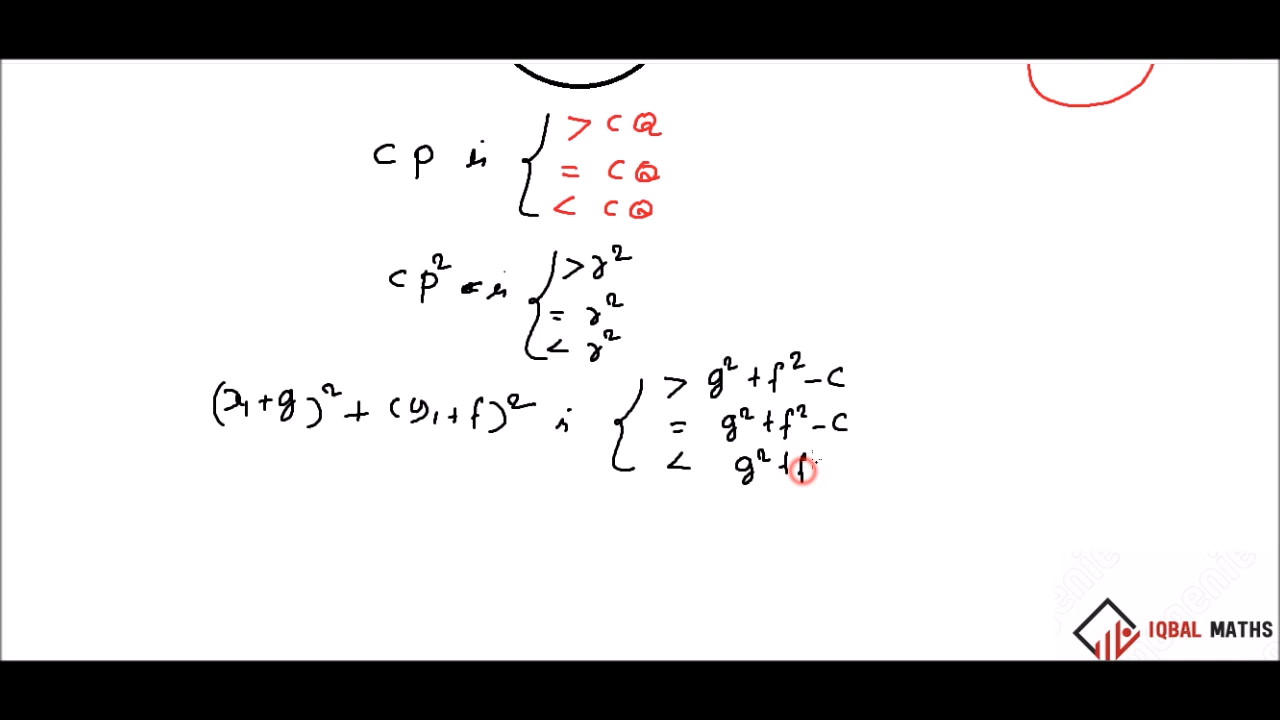 > CQ
CP is = CQ
< CQ
> r²
CP² is = r²
< r²
> g² + f² - c
(x₁ + g)² + (y₁ + f)² is = g² + f² - c
< g² + f
IQBAL MATHS